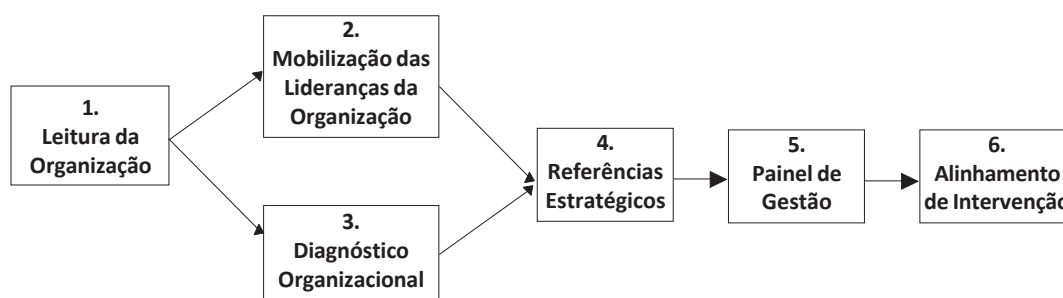 1.
Leitura da
Organização
2.
Mobilização das
Lideranças da
Organização
3.
Diagnóstico
Organizacional
4.
Referências
Estratégicos
5.
Painel de
Gestão
6.
Alinhamento
de Intervenção